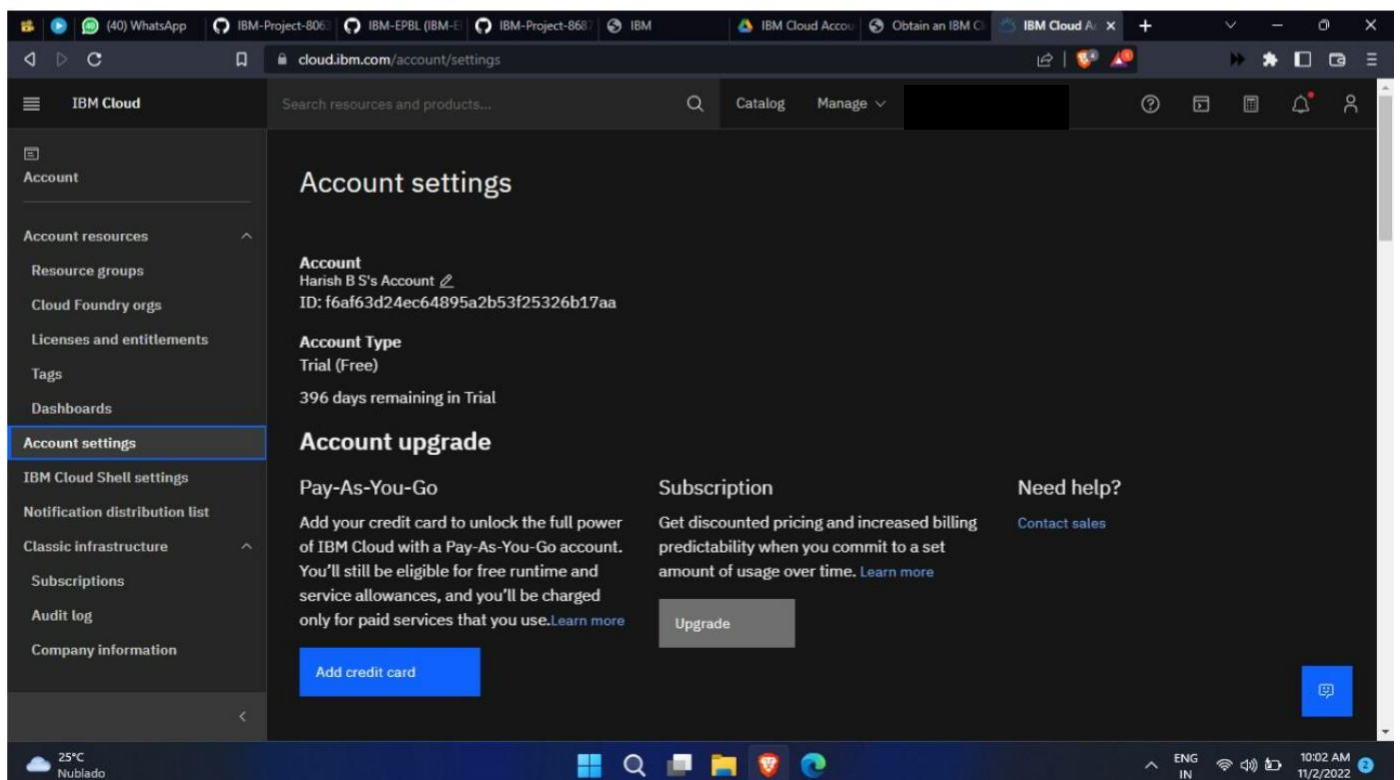 (40) WhatsApp
IBM-Project-806
IBM-EPBL (IBM-E
IBM-Project-868
IBM
IBM Cloud Accou
Obtain an IBM C
IBM Cloud Ac
cloud.ibm.com/account/settings
IBM Cloud
Search resources and products...
Catalog
Manage
Account
Account resources
Resource groups
Cloud Foundry orgs
Licenses and entitlements
Tags
Dashboards
Account settings
IBM Cloud Shell settings
Notification distribution list
Classic infrastructure
Subscriptions
Audit log
Company information
Account settings
Account
Harish B S's Account
ID: f6af63d24ec64895a2b53f25326b17aa
Account Type
Trial (Free)
396 days remaining in Trial
Account upgrade
Pay-As-You-Go
Add your credit card to unlock the full power
of IBM Cloud with a Pay-As-You-Go account.
You'll still be eligible for free runtime and
service allowances, and you'll be charged
only for paid services that you use.Learn more
Add credit card
Subscription
Get discounted pricing and increased billing
predictability when you commit to a set
amount of usage over time. Learn more
Upgrade
Need help?
Contact sales
25°C
Nublado
ENG
IN
10:02 AM
11/2/2022
2